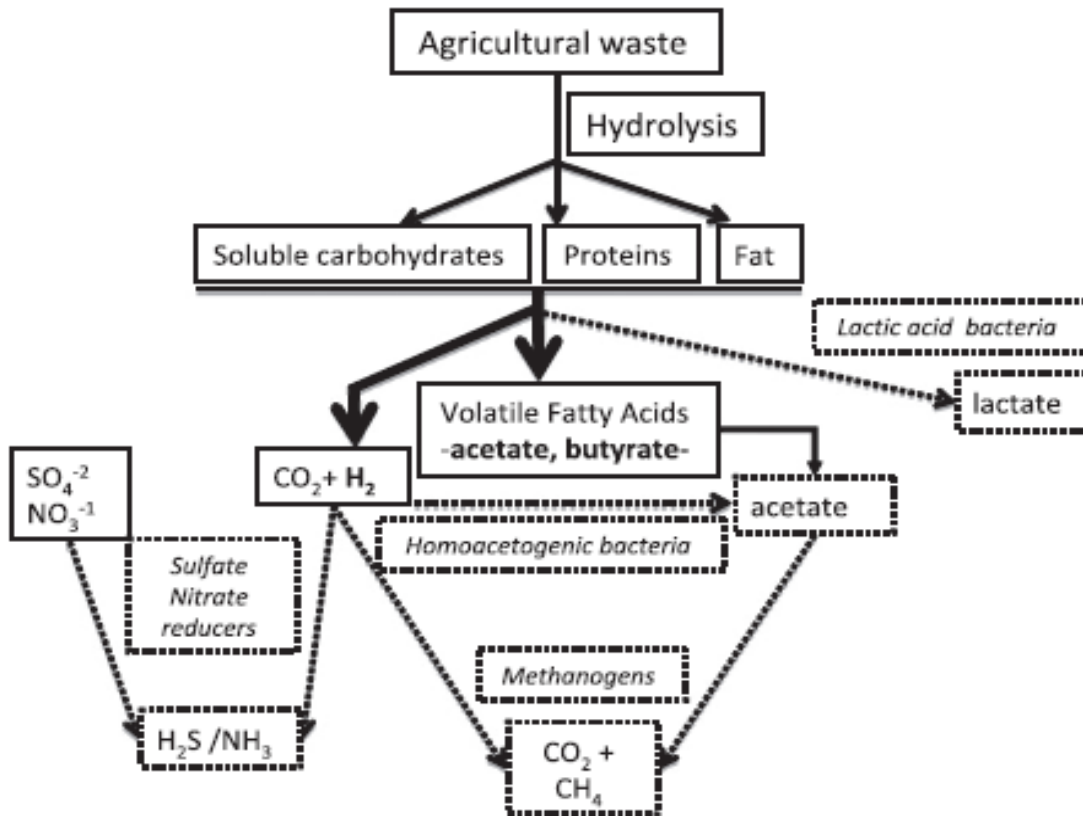 Agricultural waste
Hydrolysis
Soluble carbohydrates
Proteins
Fat
Lactic acid bacteria
lactate
Volatile Fatty Acids
-acetate, butyrate-
SO₄⁻²
NO₃⁻¹
CO₂+ H₂
acetate
Homoacetogenic bacteria
Sulfate
Nitrate
reducers
Methanogens
H₂S /NH₃
CO₂ +
CH₄